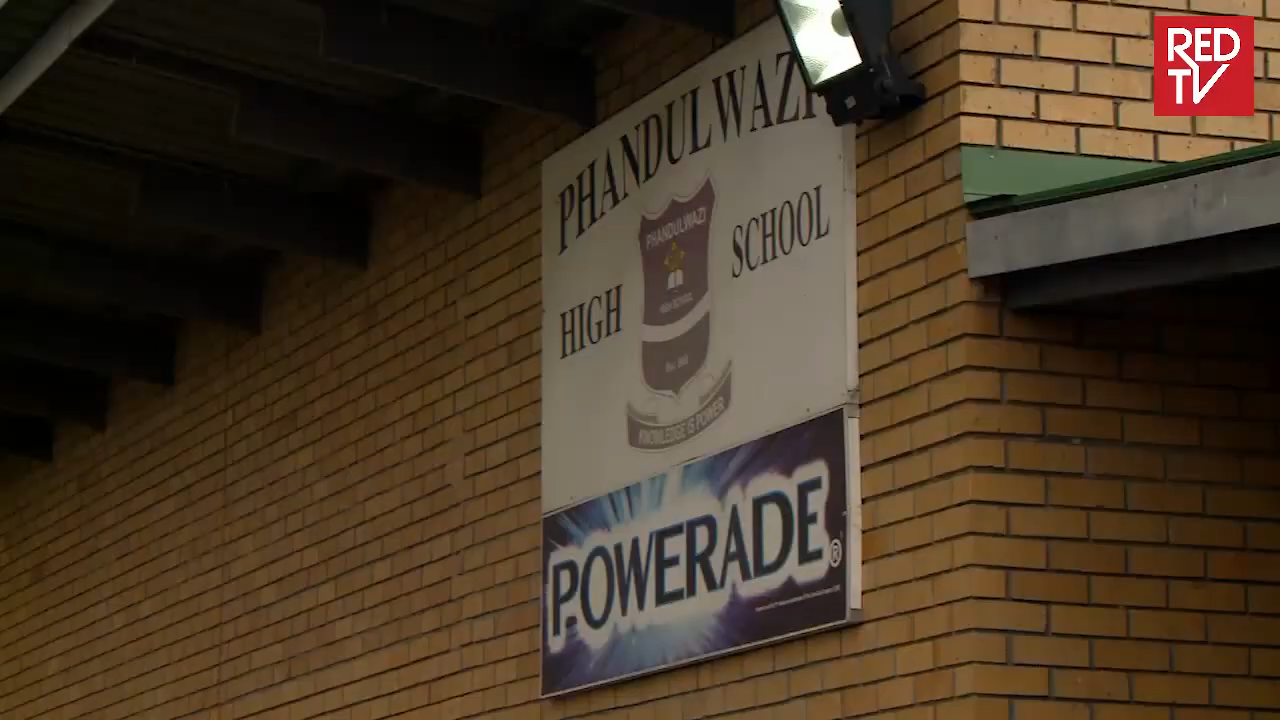 RED
TV
PHANDULWAZI
HIGH SCHOOL
PHANDULWAZI
HIGH SCHOOL
KNOWLEDGE IS POWER
POWERADE®